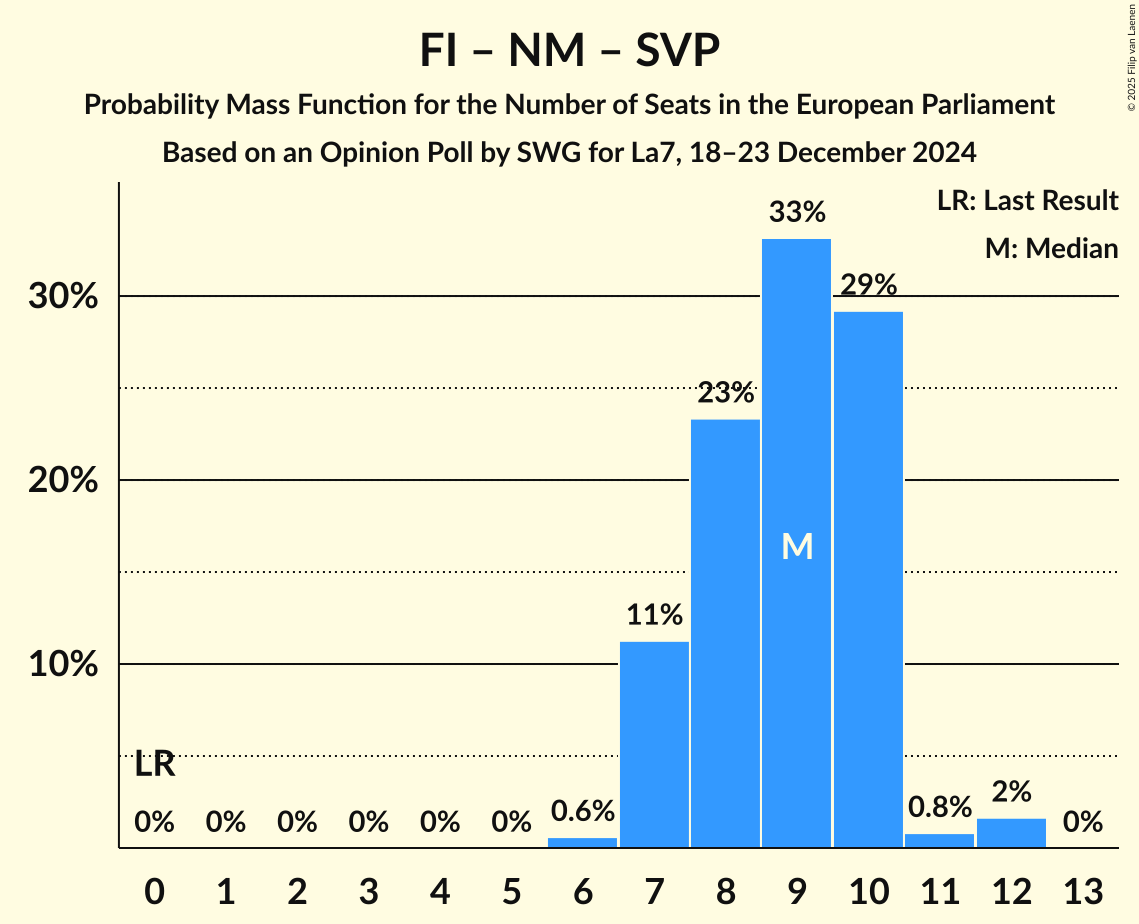 FI – NM – SVP
Probability Mass Function for the Number of Seats in the European Parliament
Based on an Opinion Poll by SWG for La7, 18–23 December 2024
© 2025 Filip van Laenen
LR: Last Result
M: Median
33%
29%
30%
23%
20%
M
11%
10%
LR
0% 0% 0% 0% 0% 0% 0.6% 0.8% 2% 0%
0 1 2 3 4 5 6 7 8 9 10 11 12 13